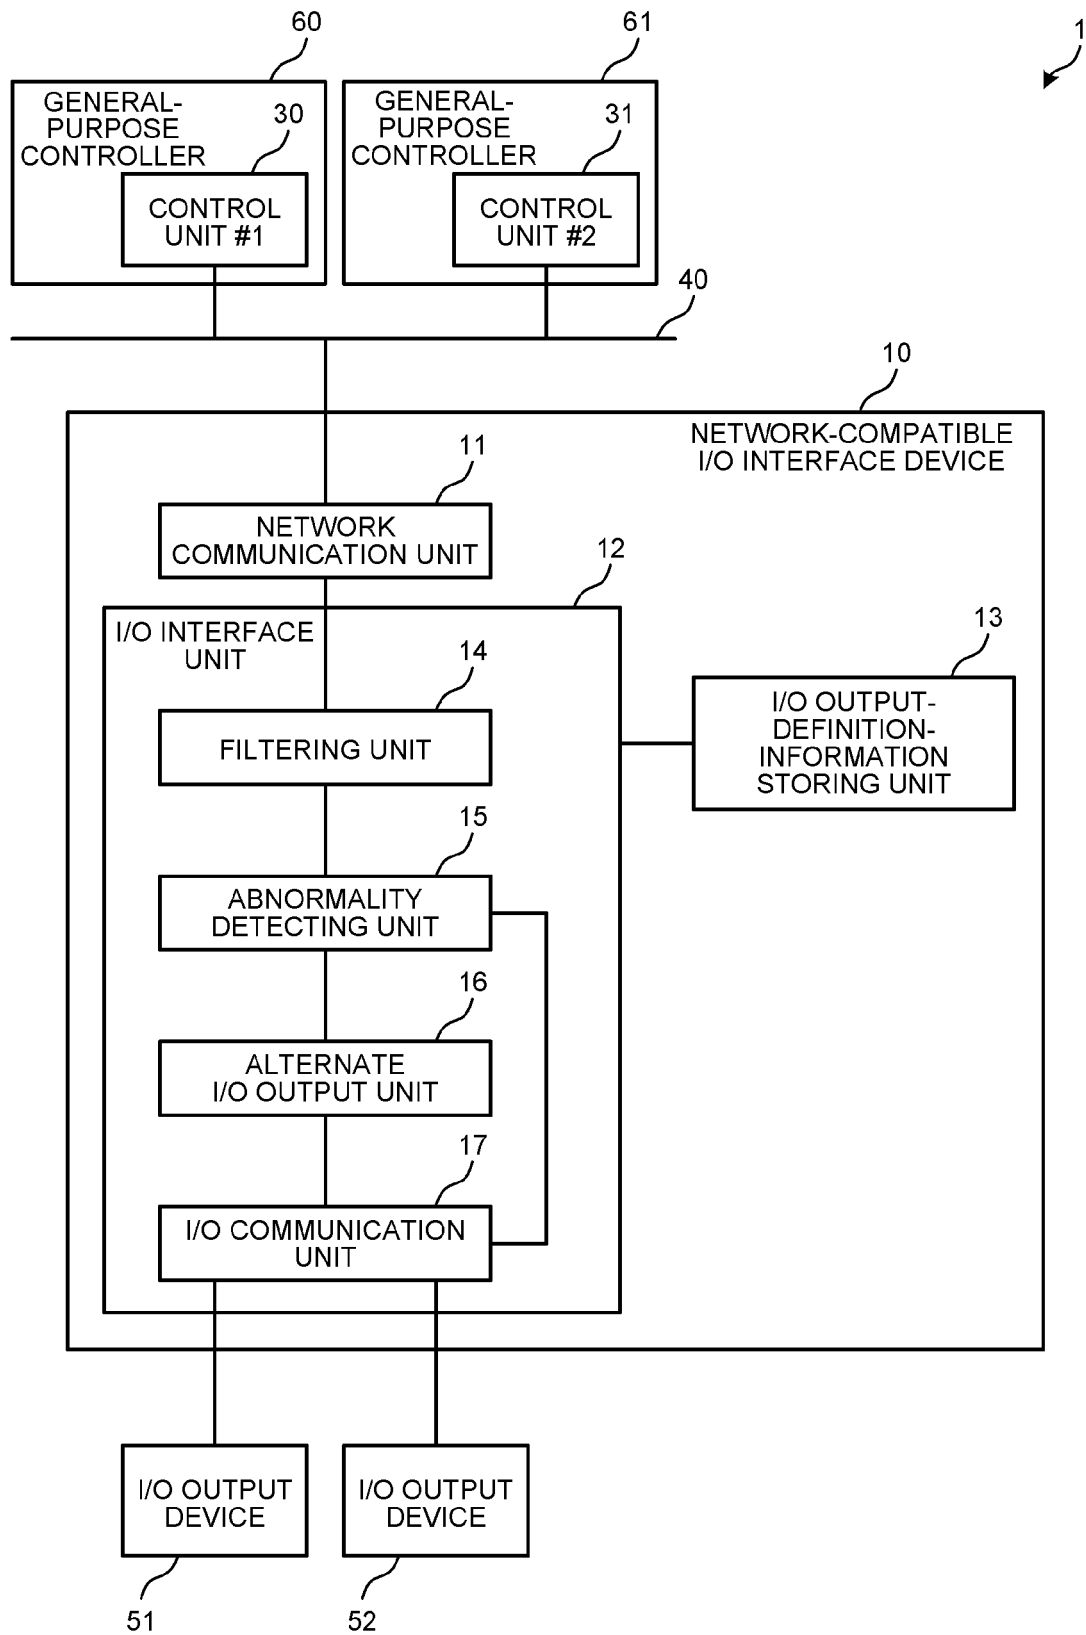 60
61
1
GENERAL-
PURPOSE
CONTROLLER
30
CONTROL
UNIT #1
GENERAL-
PURPOSE
CONTROLLER
31
CONTROL
UNIT #2
40
10
NETWORK-COMPATIBLE
I/O INTERFACE DEVICE
11
NETWORK
COMMUNICATION UNIT
12
I/O INTERFACE
UNIT
13
I/O OUTPUT-
DEFINITION-
INFORMATION
STORING UNIT
14
FILTERING UNIT
15
ABNORMALITY
DETECTING UNIT
16
ALTERNATE
I/O OUTPUT UNIT
17
I/O COMMUNICATION
UNIT
I/O OUTPUT
DEVICE
I/O OUTPUT
DEVICE
51
52